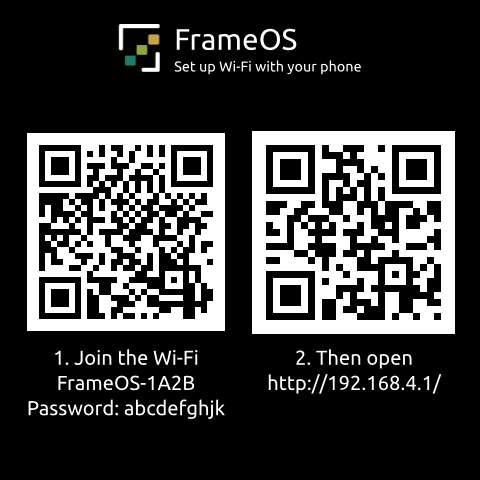 FrameOS
Set up Wi-Fi with your phone
1. Join the Wi-Fi
FrameOS-1A2B
Password: abcdefghjk
2. Then open
http://192.168.4.1/